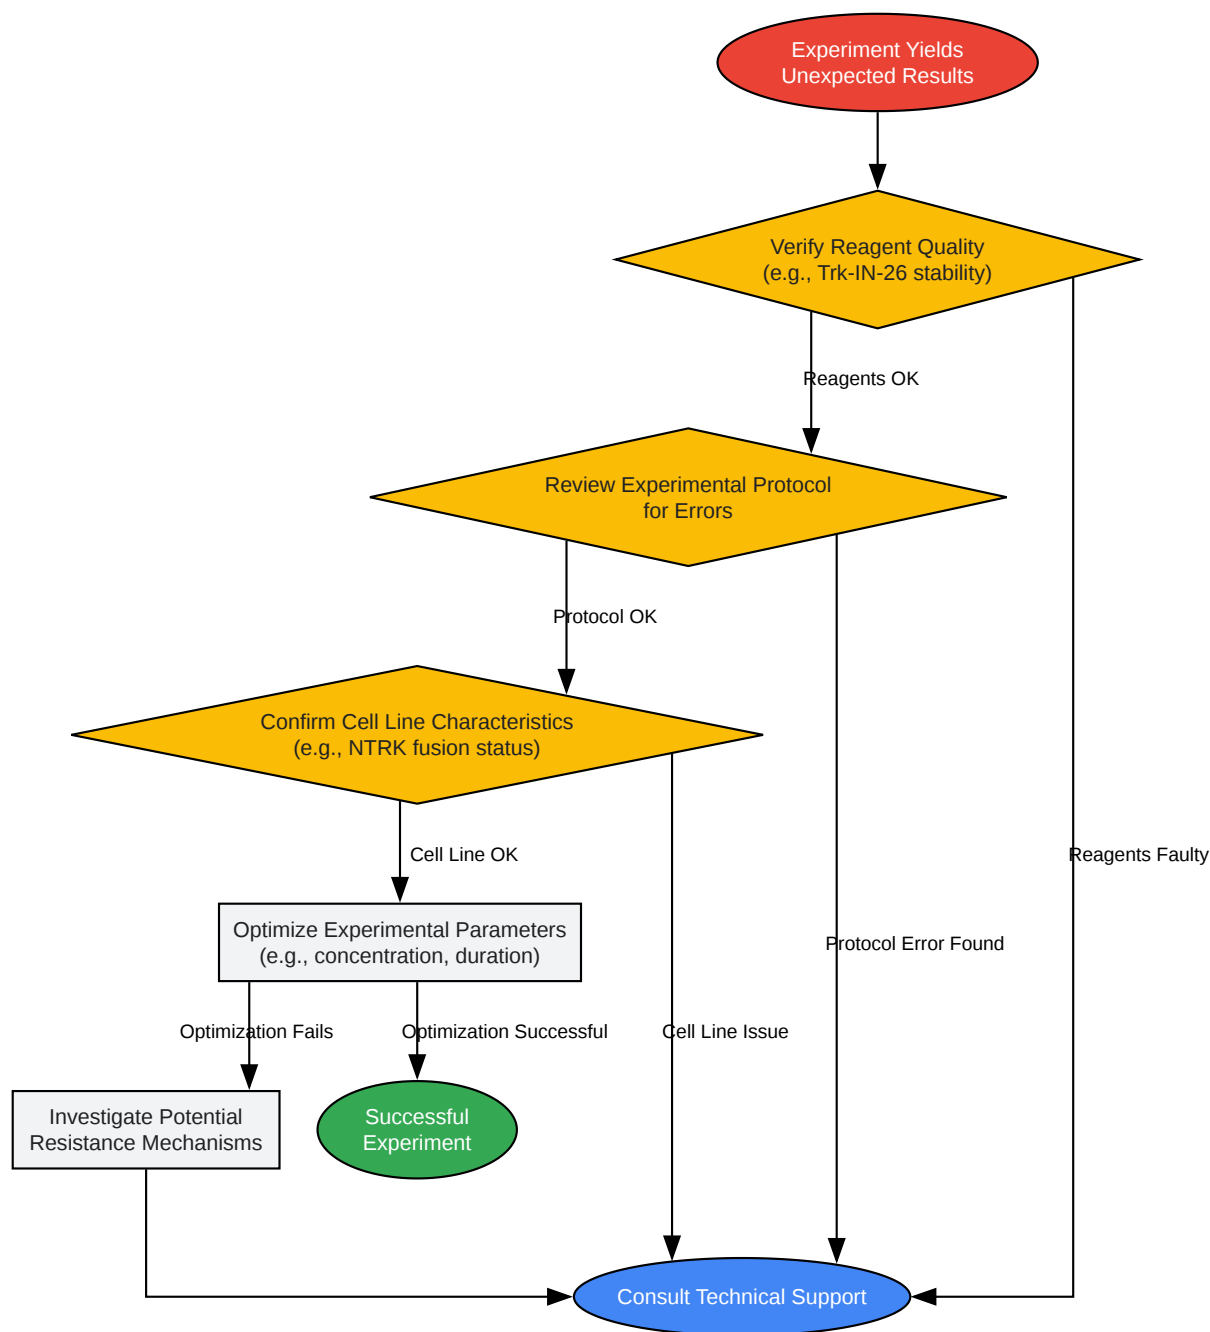 Experiment Yields
Unexpected Results
Verify Reagent Quality
(e.g., Trk-IN-26 stability)
Reagents OK
Review Experimental Protocol
for Errors
Protocol OK
Confirm Cell Line Characteristics
(e.g., NTRK fusion status)
Cell Line OK
Reagents Faulty
Optimize Experimental Parameters
(e.g., concentration, duration)
Protocol Error Found
Optimization Fails
Optimization Successful
Cell Line Issue
Investigate Potential
Resistance Mechanisms
Successful
Experiment
Consult Technical Support